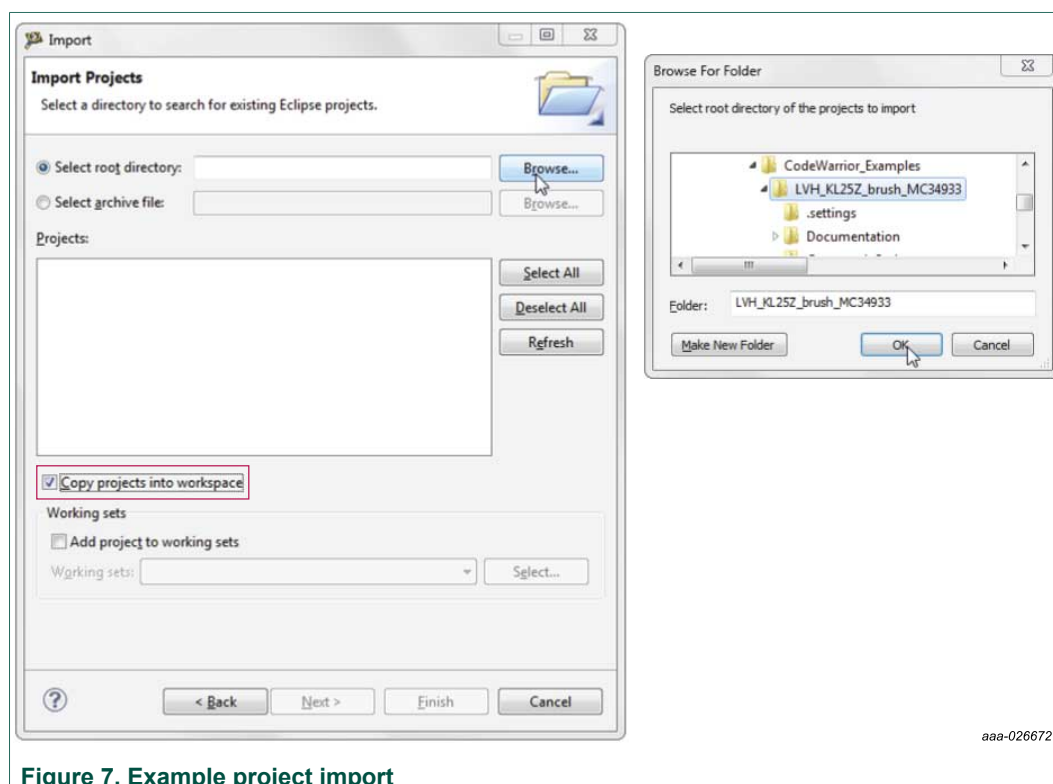 Import
Import Projects
Select a directory to search for existing Eclipse projects.
Select root directory:
Browse...
Select archive file:
Browse...
Projects:
Select All
Deselect All
Refresh
Copy projects into workspace
Working sets
Add project to working sets
Working sets:
Select...
?
< Back
Next >
Finish
Cancel
Browse For Folder
Select root directory of the projects to import
CodeWarrior_Examples
LVH_KL25Z_brush_MC34933
.settings
Documentation
Folder:
LVH_KL25Z_brush_MC34933
Make New Folder
OK
Cancel
aaa-026672
Figure 7. Example project import